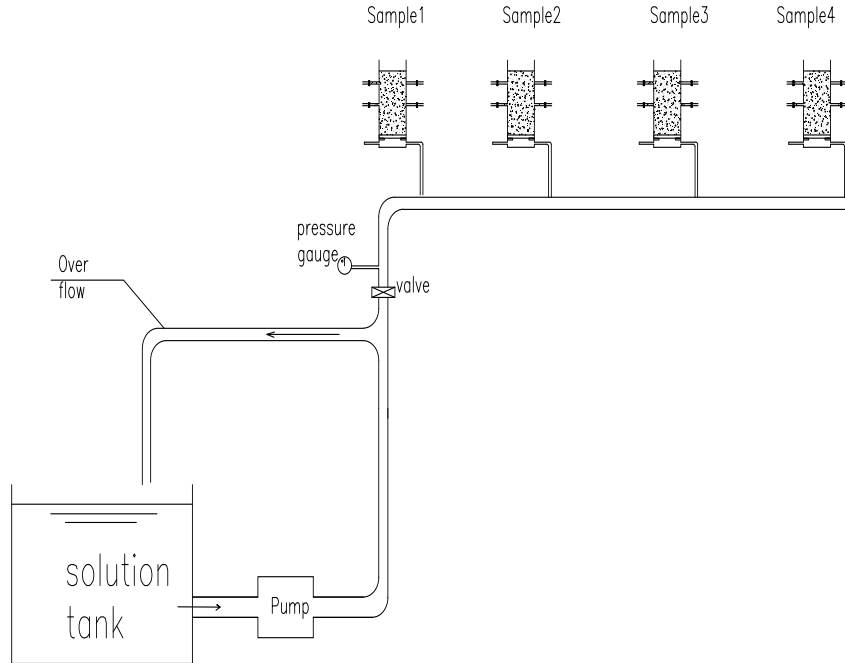 Sample1
Sample2
Sample3
Sample4
pressure
gauge
valve
Over
flow
solution
tank
Pump